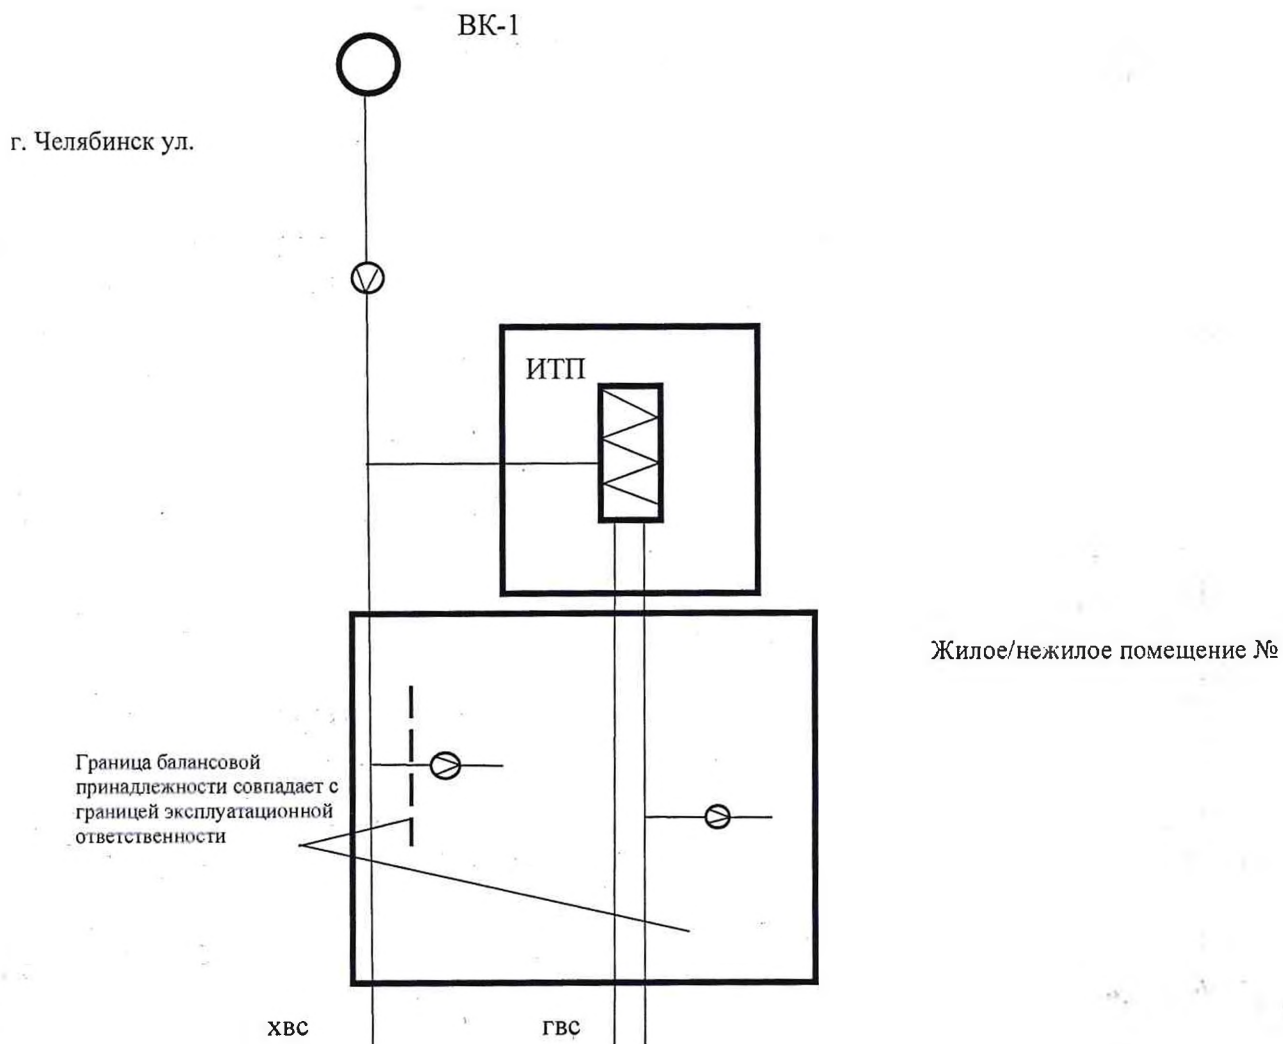 ВК-1
г. Челябинск ул.
ИТП
Жилое/нежилое помещение №
Граница балансовой
принадлежности совпадает с
границей эксплуатационной
ответственности
хвс
гвс